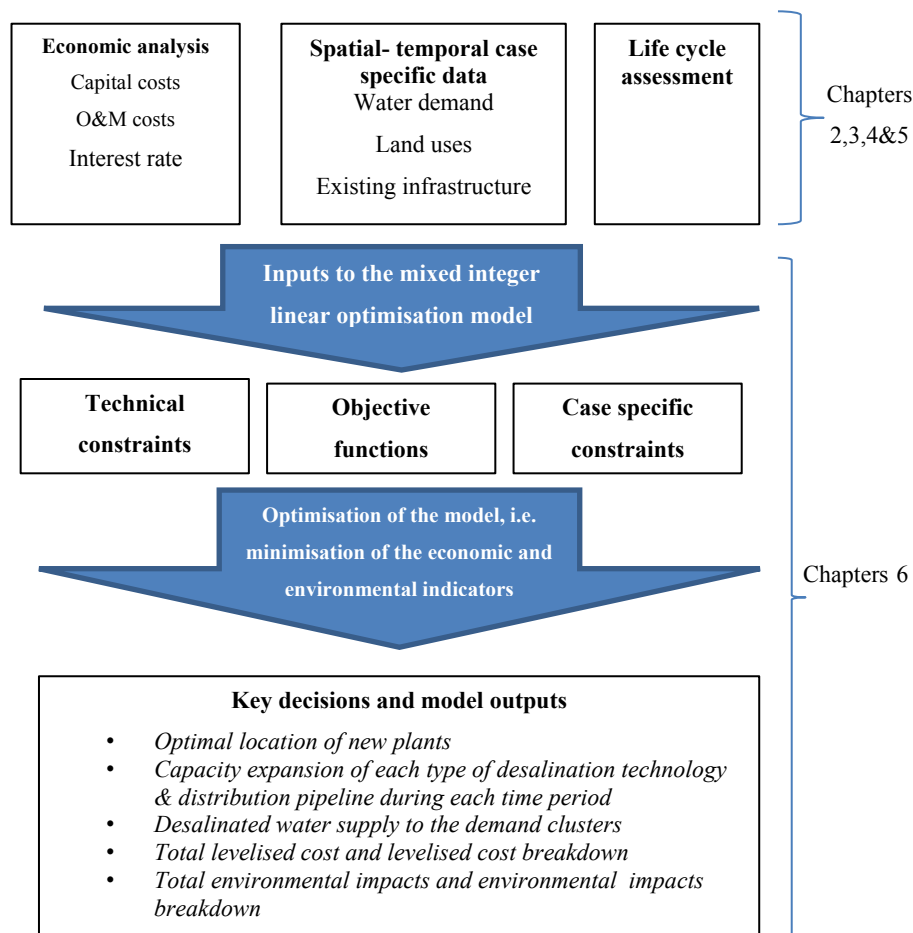 Economic analysis
Capital costs
O&M costs
Interest rate
Spatial- temporal case
specific data
Water demand
Land uses
Existing infrastructure
Life cycle
assessment
Chapters
2,3,4&5
Inputs to the mixed integer
linear optimisation model
Technical
constraints
Objective
functions
Case specific
constraints
Optimisation of the model, i.e.
minimisation of the economic and
environmental indicators
Chapters 6
Key decisions and model outputs
• Optimal location of new plants
• Capacity expansion of each type of desalination technology
& distribution pipeline during each time period
• Desalinated water supply to the demand clusters
• Total levelised cost and levelised cost breakdown
• Total environmental impacts and environmental impacts
breakdown